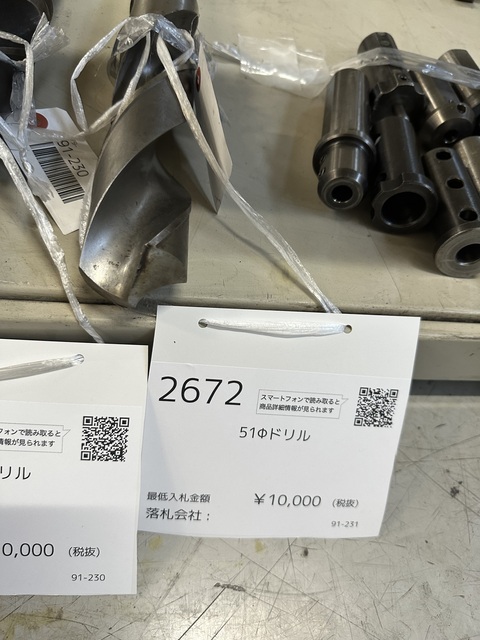 91-230
2672
スマートフォンで読み取ると
商品詳細情報が見られます
51Φドリル
最低入札金額 ￥10,000 (税抜)
落札会社：
91-231
フォンで読み取ると
情報が見られます
リル
0,000 (税抜)
91-230